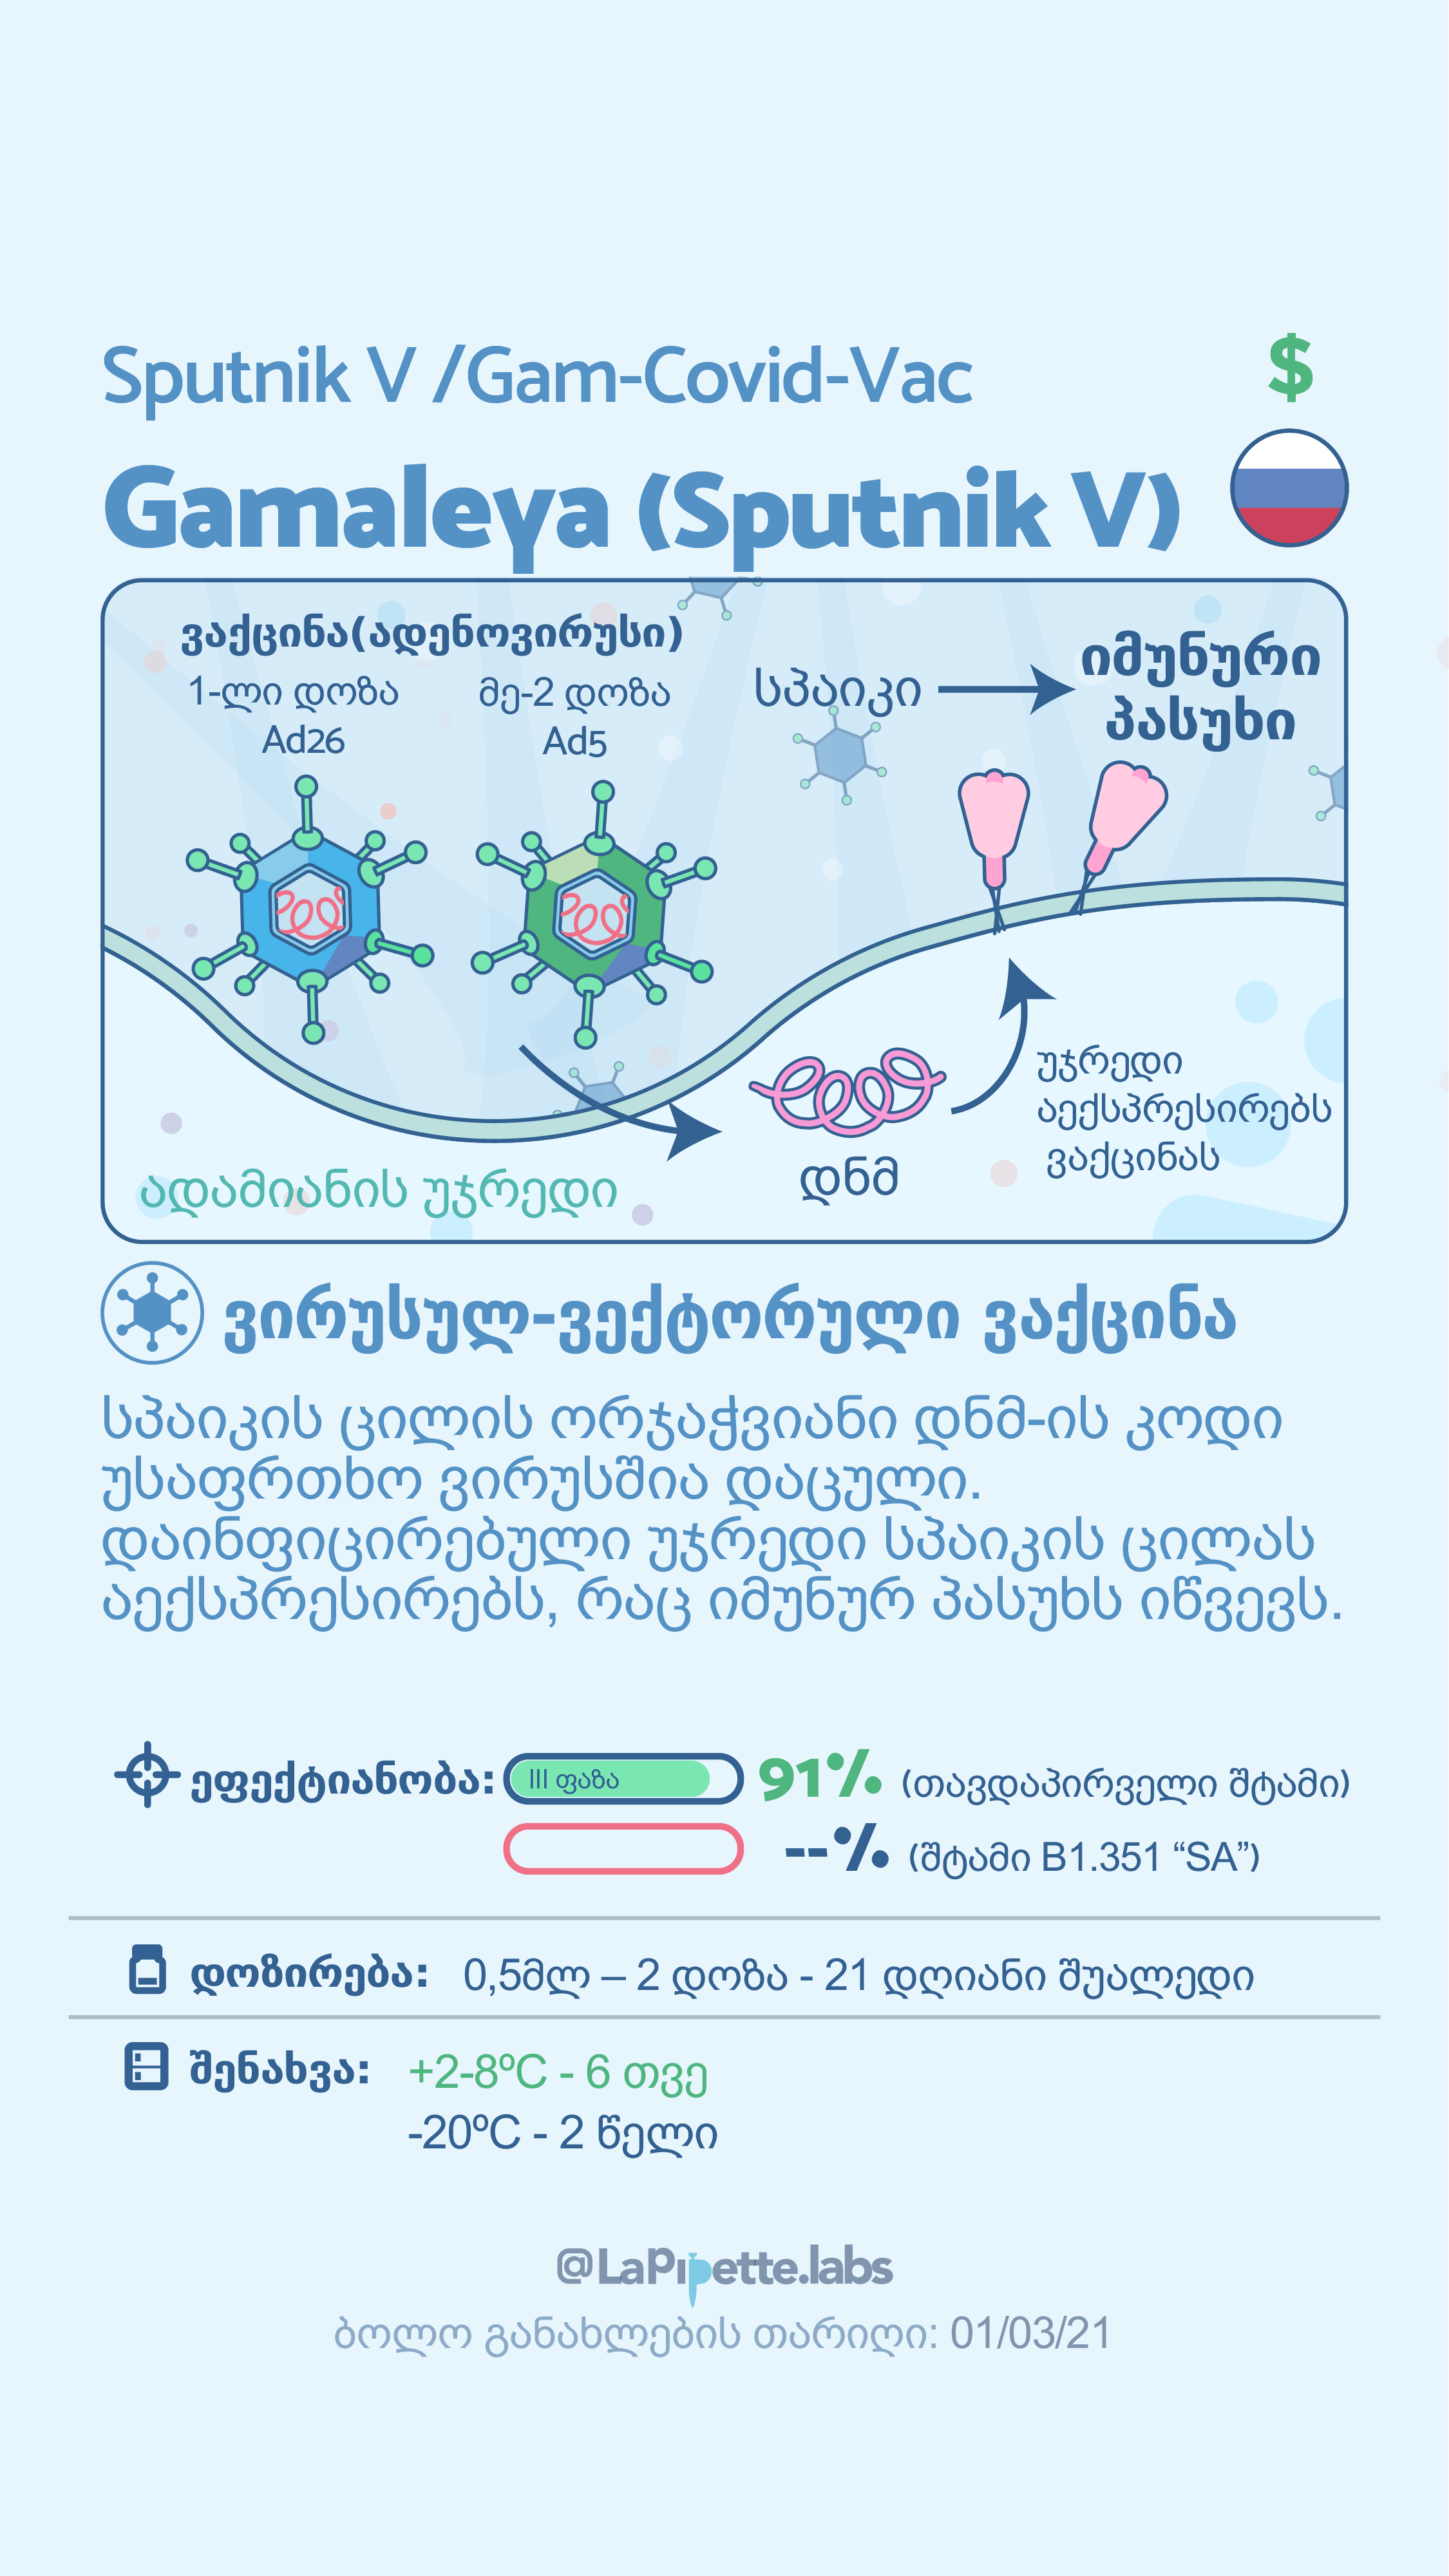 Sputnik V /Gam-Covid-Vac
$
Gamaleya (Sputnik V)
ვაქცინა(ადენოვირუსი)
1-ლი დოზა
Ad26
მე-2 დოზა
Ad5
სპაიკი
იმუნური
პასუხი
უჯრედი
აექსპრესირებს
ვაქცინას
დნმ
ადამიანის უჯრედი
ვირუსულ-ვექტორული ვაქცინა
სპაიკის ცილის ორჯაჭვიანი დნმ-ის კოდი
უსაფრთხო ვირუსშია დაცული.
დაინფიცირებული უჯრედი სპაიკის ცილას
აექსპრესირებს, რაც იმუნურ პასუხს იწვევს.
ეფექტიანობა: III ფაზა 91% (თავდაპირველი შტამი)
--% (შტამი B1.351 “SA”)
დოზირება: 0,5მლ – 2 დოზა - 21 დღიანი შუალედი
შენახვა: +2-8ºC - 6 თვე
-20ºC - 2 წელი
@LaPipette.labs
ბოლო განახლების თარიღი: 01/03/21